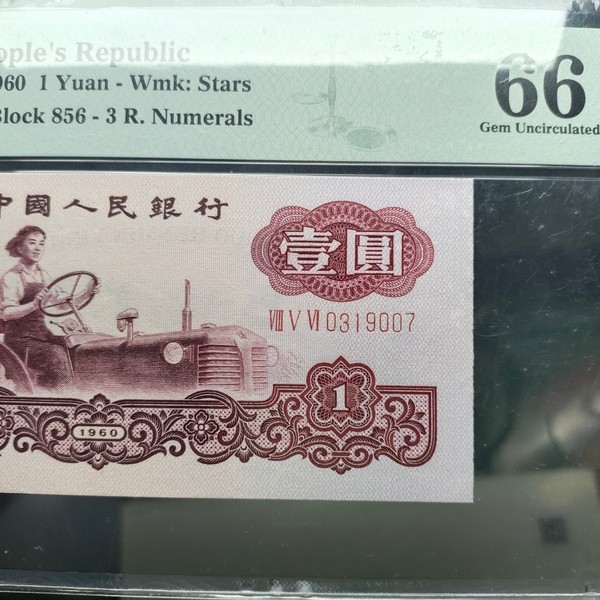 ople's Republic
960 1 Yuan - Wmk: Stars
Block 856 - 3 R. Numerals
66
Gem Uncirculated
中國人民銀行
壹圓
VIII V VI 0319007
1
1960